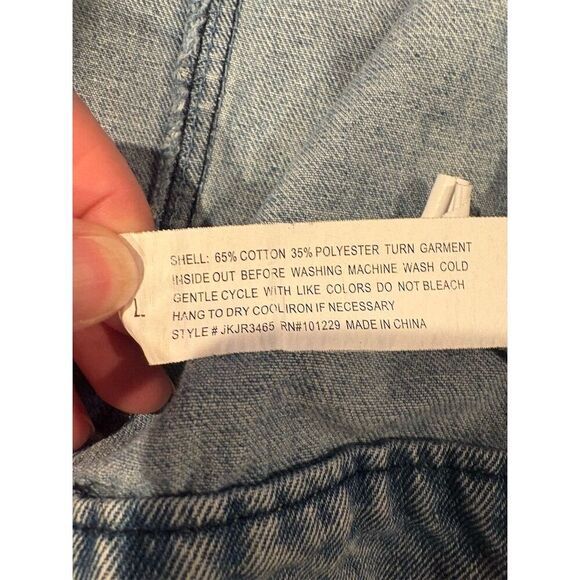 SHELL: 65% COTTON 35% POLYESTER TURN GARMENT
INSIDE OUT BEFORE WASHING MACHINE WASH COLD
GENTLE CYCLE WITH LIKE COLORS DO NOT BLEACH
HANG TO DRY COOL IRON IF NECESSARY
STYLE # JKJR3465 RN#101229 MADE IN CHINA
L